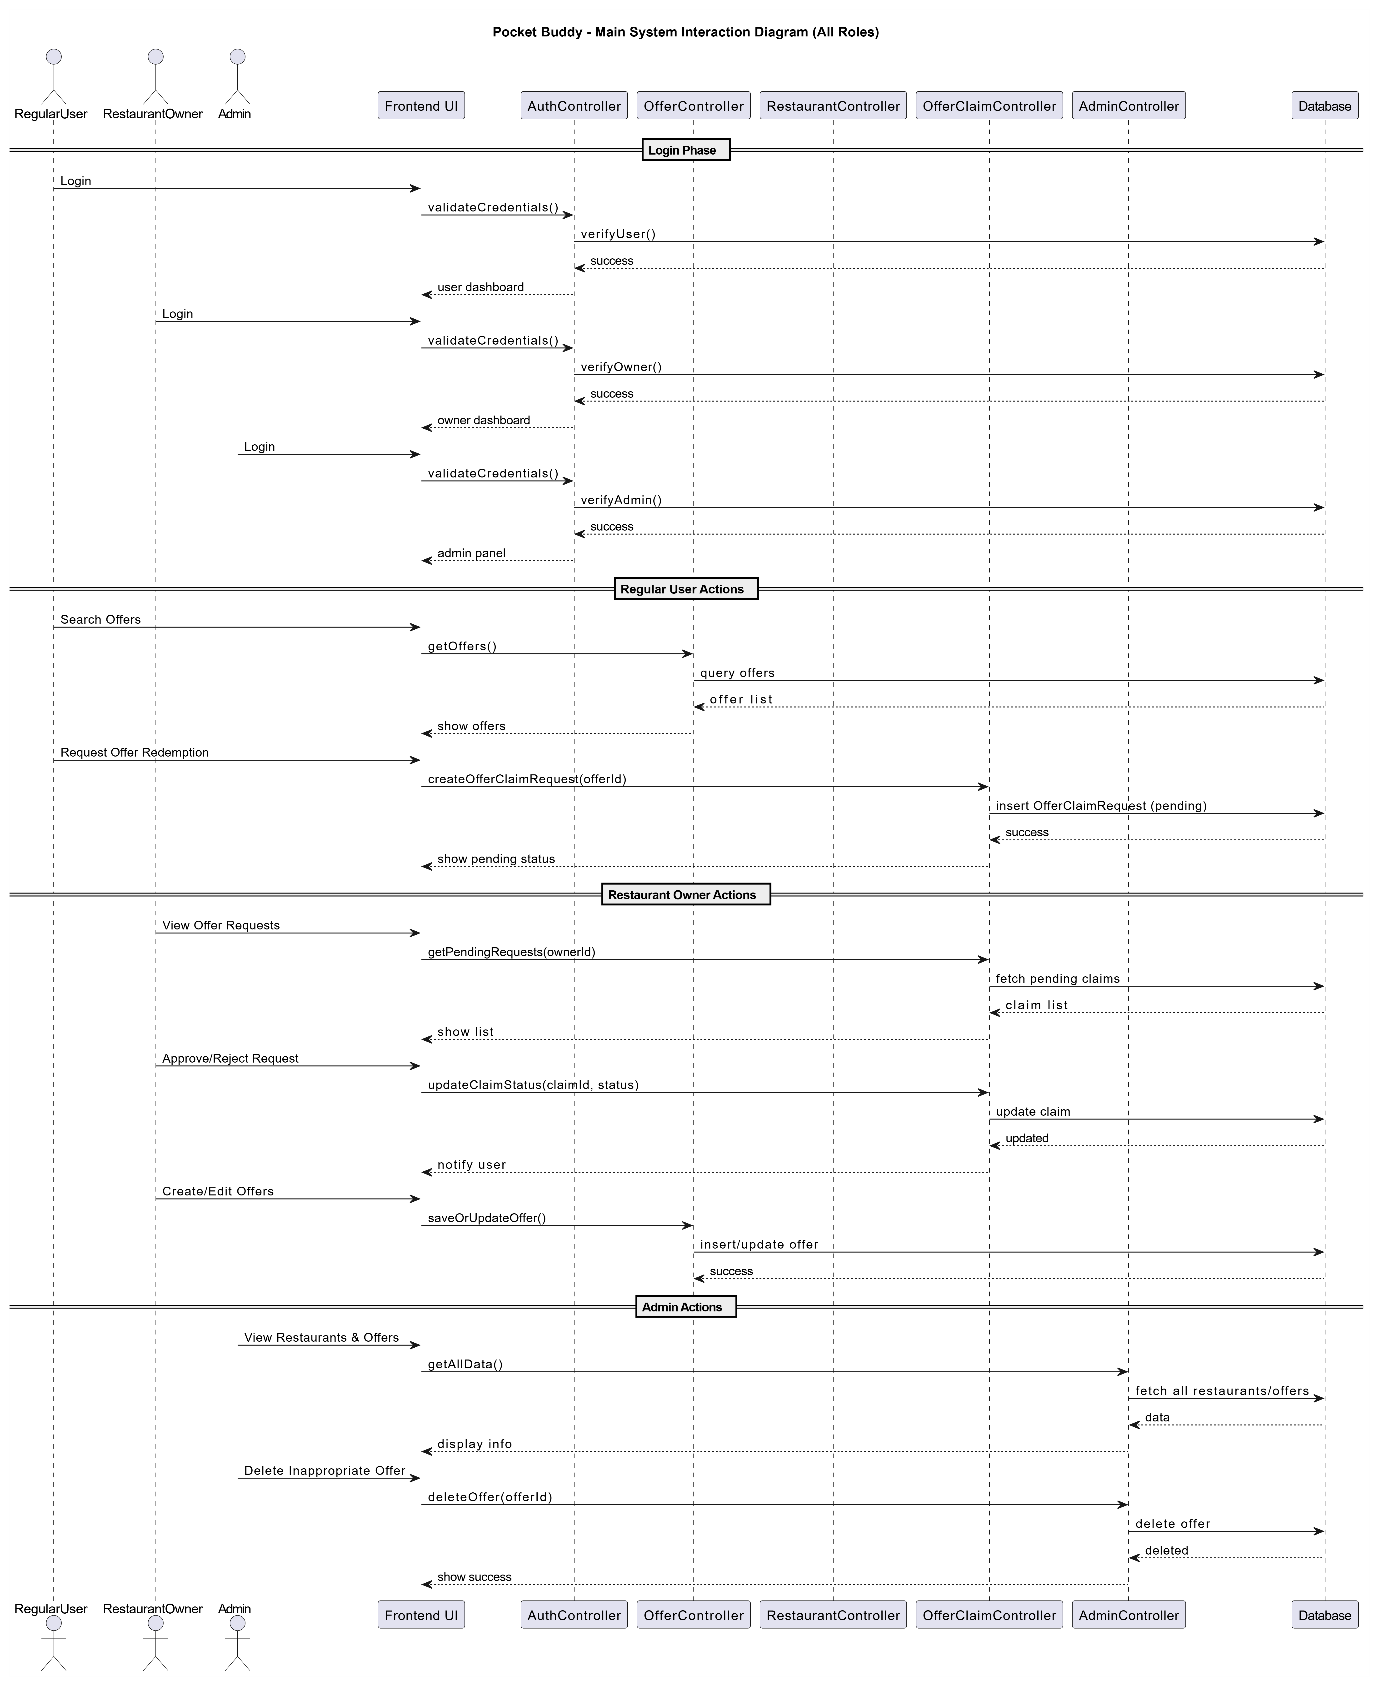 Pocket Buddy - Main System Interaction Diagram (All Roles)
RegularUser RestaurantOwner Admin Frontend UI AuthController OfferController RestaurantController OfferClaimController AdminController Database
Login Phase
Login
validateCredentials()
verifyUser()
success
user dashboard
Login
validateCredentials()
verifyOwner()
success
owner dashboard
Login
validateCredentials()
verifyAdmin()
success
admin panel
Regular User Actions
Search Offers
getOffers()
query offers
offer list
show offers
Request Offer Redemption
createOfferClaimRequest(offerId)
insert OfferClaimRequest (pending)
success
show pending status
Restaurant Owner Actions
View Offer Requests
getPendingRequests(ownerId)
fetch pending claims
claim list
show list
Approve/Reject Request
updateClaimStatus(claimId, status)
update claim
updated
notify user
Create/Edit Offers
saveOrUpdateOffer()
insert/update offer
success
Admin Actions
View Restaurants & Offers
getAllData()
fetch all restaurants/offers
data
display info
Delete Inappropriate Offer
deleteOffer(offerId)
delete offer
deleted
show success
RegularUser RestaurantOwner Admin Frontend UI AuthController OfferController RestaurantController OfferClaimController AdminController Database